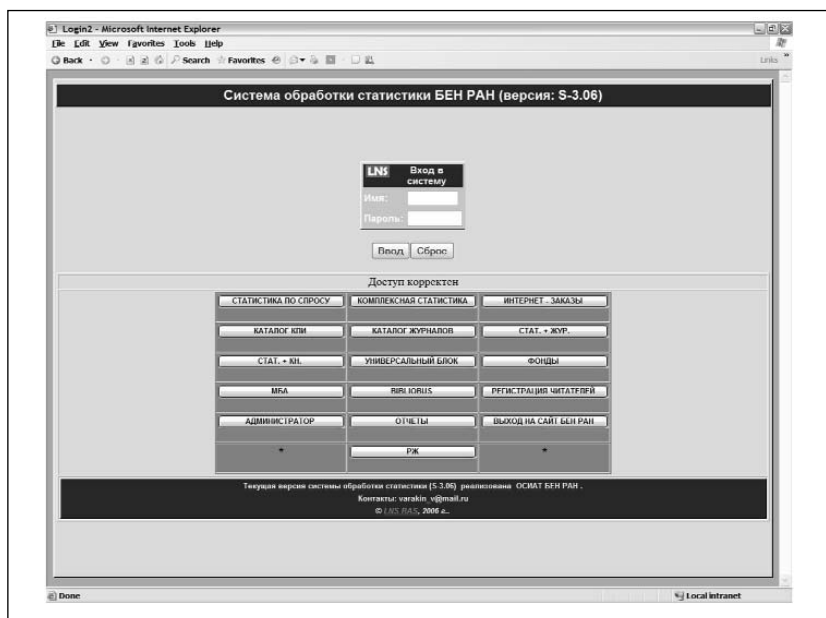 Login2 - Microsoft Internet Explorer
File Edit View Favorites Tools Help
Back Search Favorites Links
Система обработки статистики БЕН РАН (версия: S-3.06)
LNS Вход в
систему
Имя:
Пароль:
Ввод Сброс
Доступ корректен
СТАТИСТИКА ПО СПРОСУ КОМПЛЕКСНАЯ СТАТИСТИКА ИНТЕРНЕТ - ЗАКАЗЫ
КАТАЛОГ КПИ КАТАЛОГ ЖУРНАЛОВ СТАТ. + ЖУР.
СТАТ. + КН. УНИВЕРСАЛЬНЫЙ БЛОК ФОНДЫ
МБА BIBLIOBUS РЕГИСТРАЦИЯ ЧИТАТЕЛЕЙ
АДМИНИСТРАТОР ОТЧЕТЫ ВЫХОД НА САЙТ БЕН РАН
* РЖ *
Текущая версия системы обработки статистики (S-3.06) реализована ОСИАТ БЕН РАН .
Контакты: varakin_v@mail.ru
© LNS RAS, 2006 г..
Done Local intranet